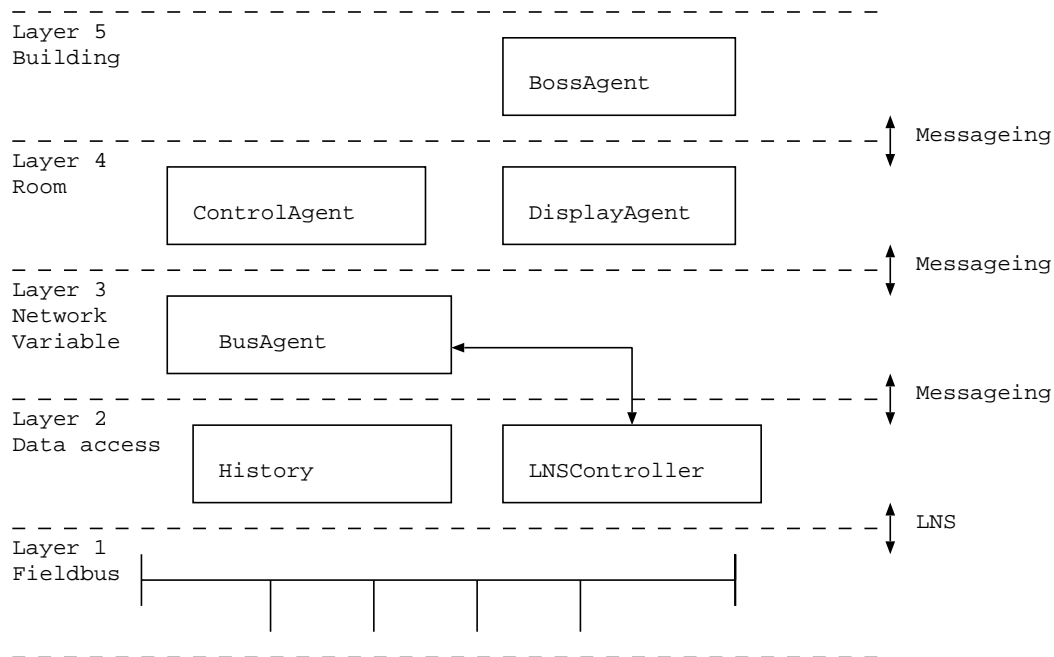 Layer 5
Building
BossAgent
Messageing
Layer 4
Room
ControlAgent
DisplayAgent
Messageing
Layer 3
Network
Variable
BusAgent
Messageing
Layer 2
Data access
History
LNSController
LNS
Layer 1
Fieldbus